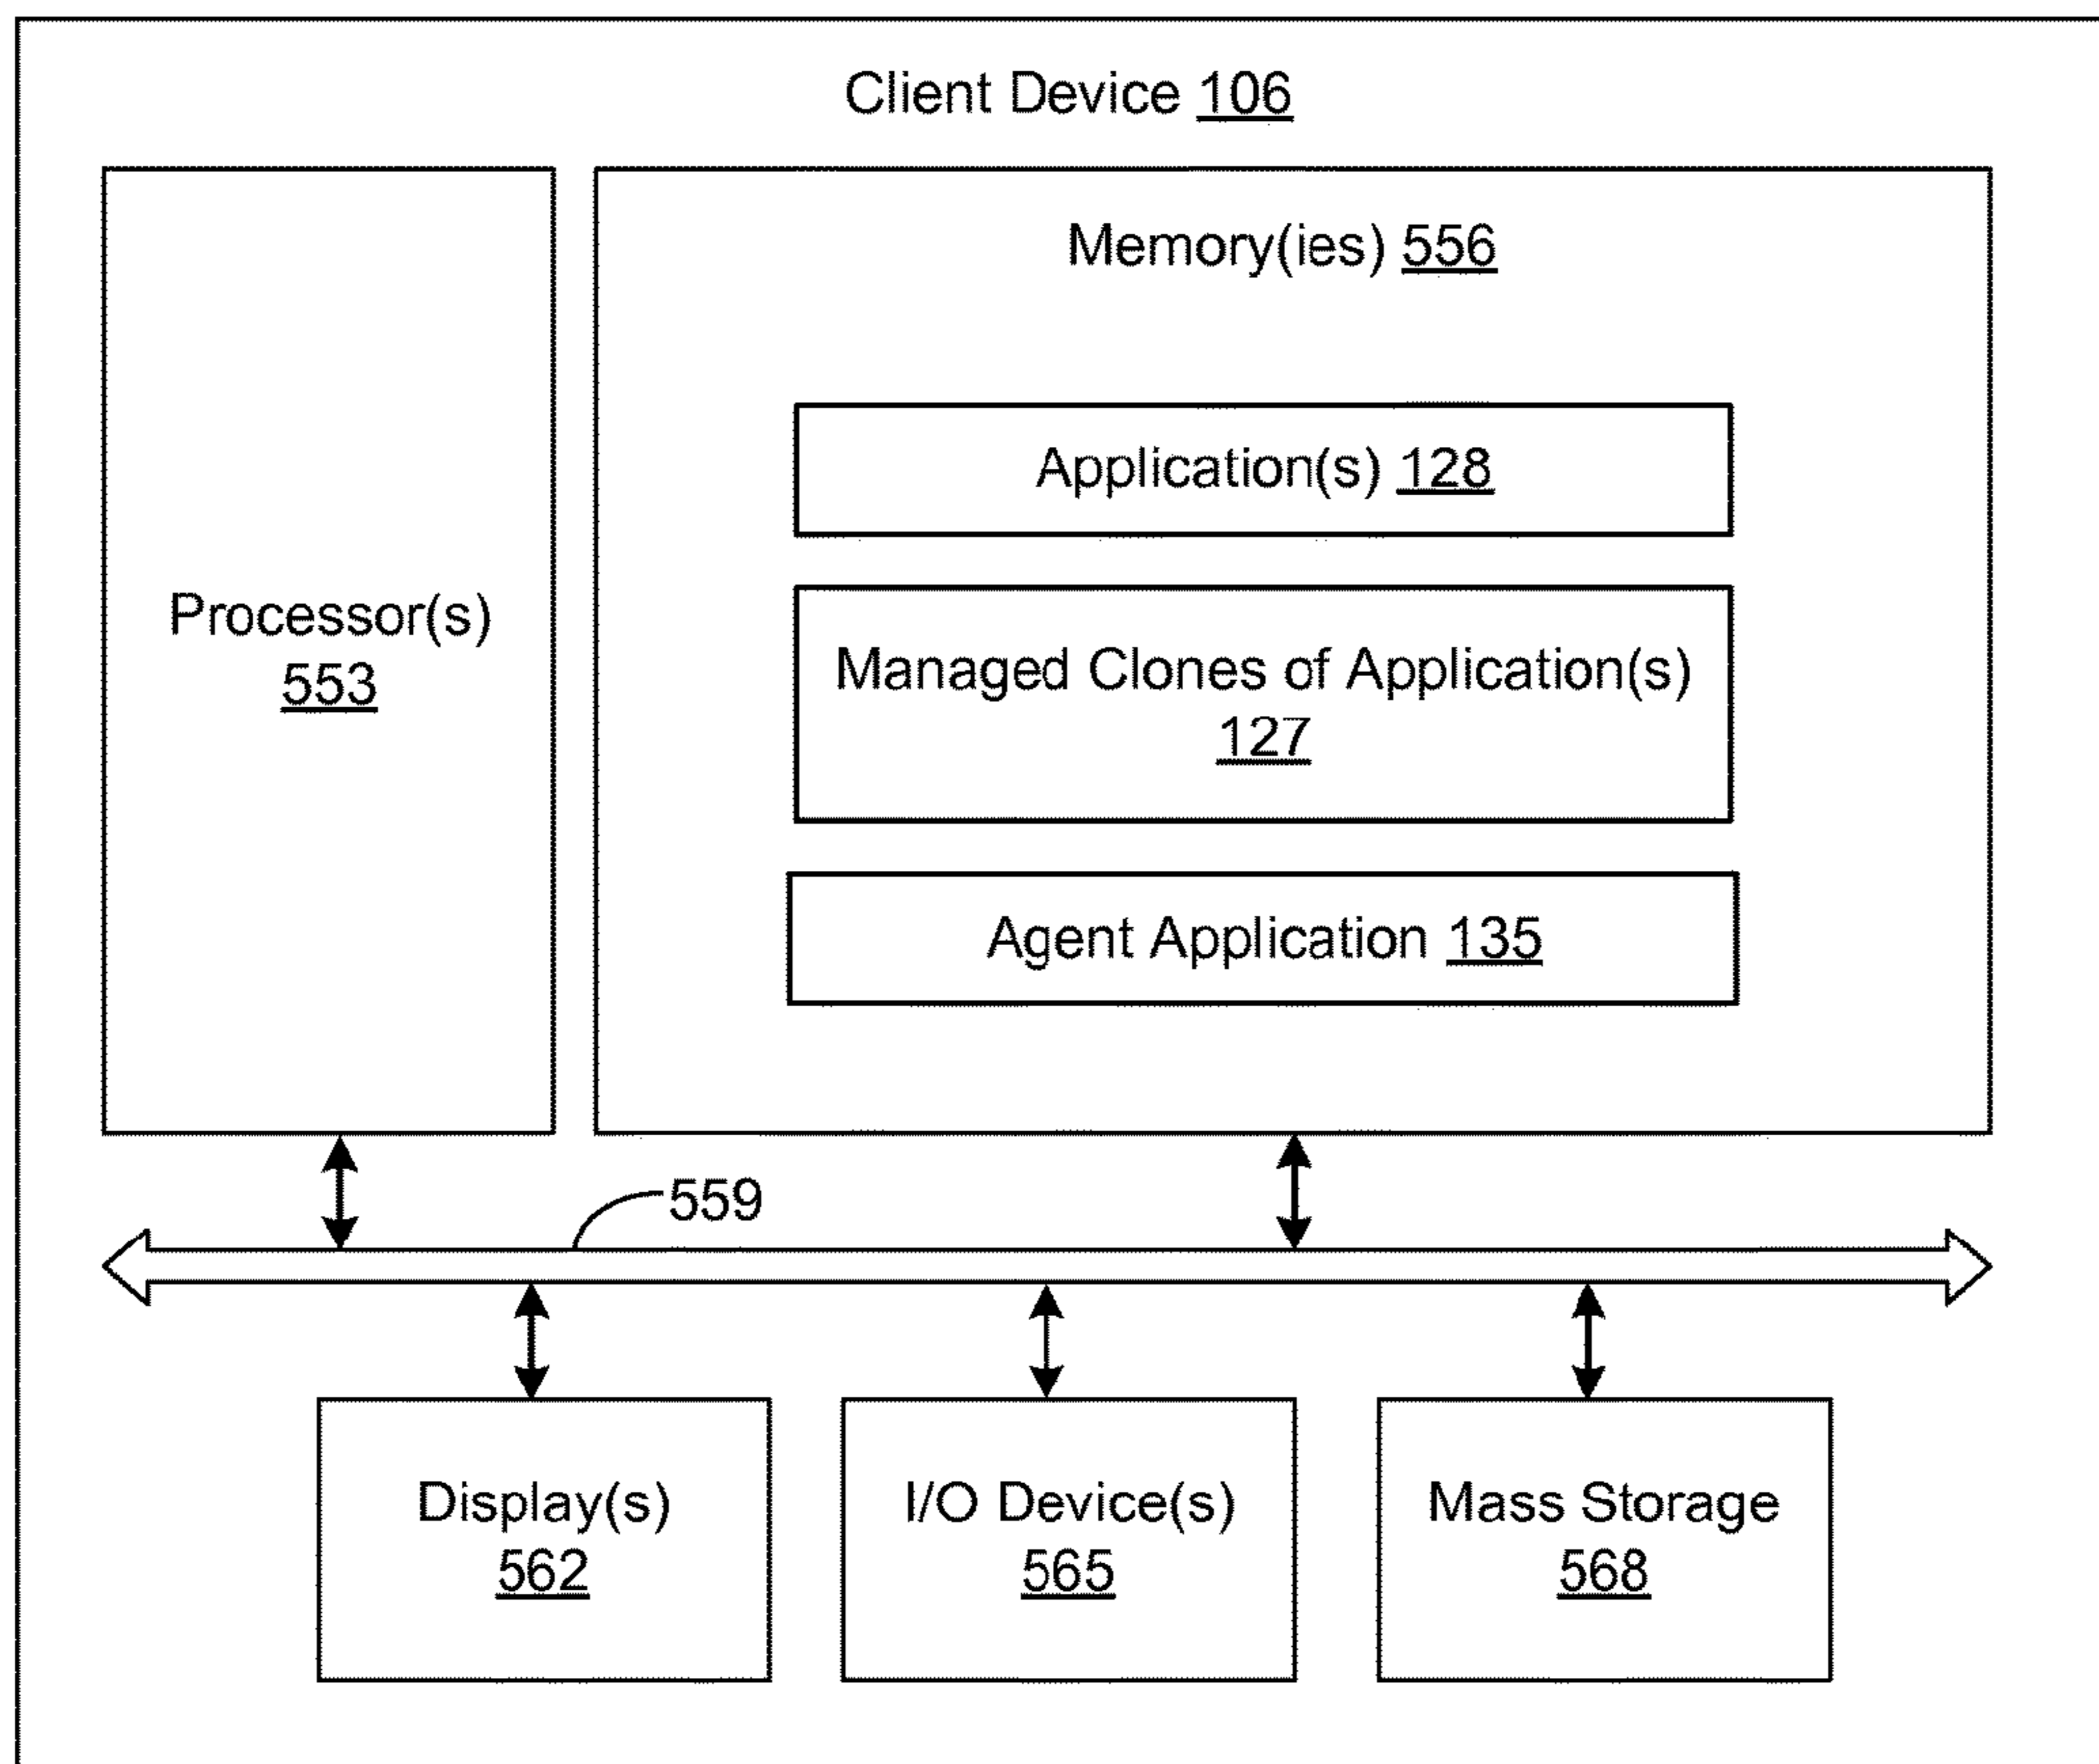 Client Device 106
Memory(ies) 556
Application(s) 128
Processor(s)
553
Managed Clones of Application(s)
127
Agent Application 135
559
Display(s)
562
I/O Device(s)
565
Mass Storage
568